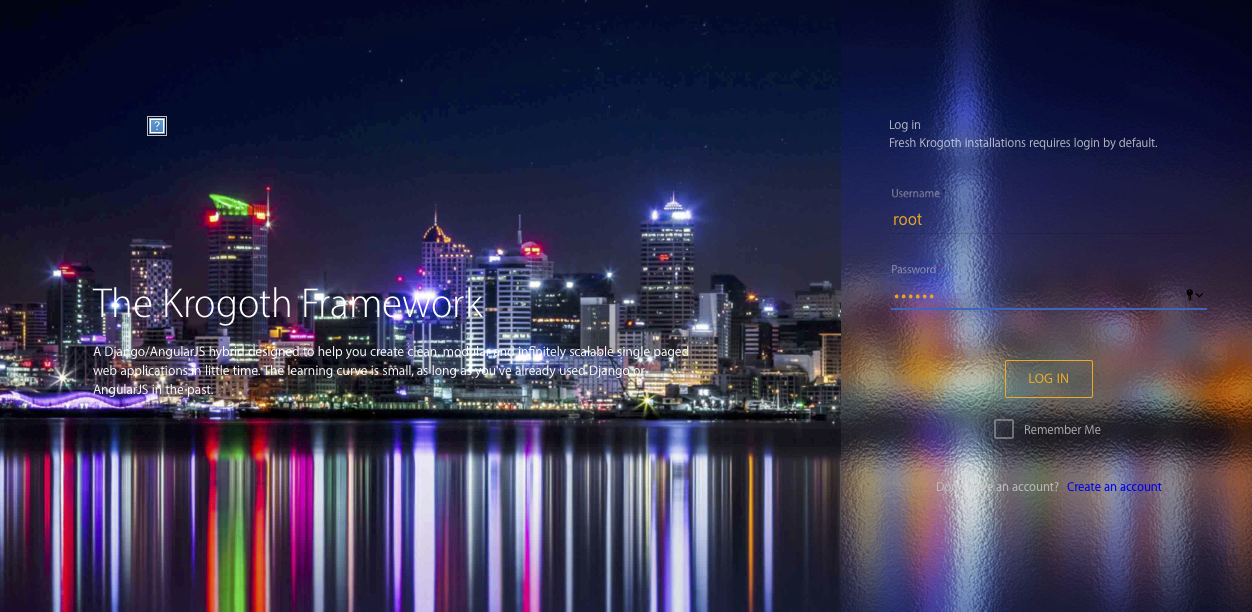 The Krogoth Framework
A Django/AngularJS hybrid designed to help you create clean, modular and infinitely scalable single paged
web applications in little time. The learning curve is small, as long as you've already used Django or
AngularJS in the past.
Log in
Fresh Krogoth installations requires login by default.
Username
root
Password
••••••
LOG IN
Remember Me
an account? Create an account